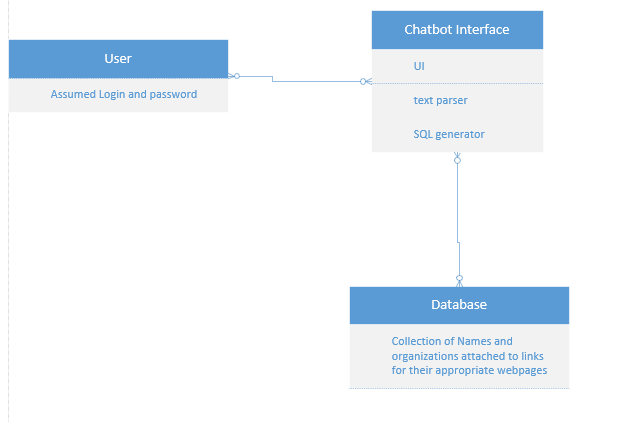 User
Assumed Login and password
Chatbot Interface
UI
text parser
SQL generator
Database
Collection of Names and
organizations attached to links
for their appropriate webpages